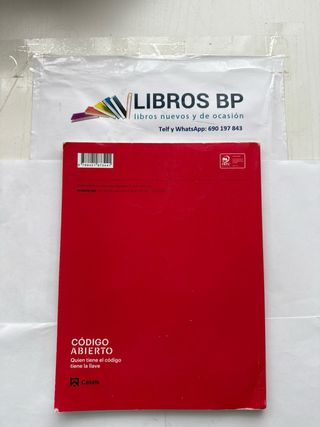 LIBROS BP
libros nuevos y de ocasión
Telf y WhatsApp: 690 197 843
CÓDIGO
ABIERTO
Quien tiene el código
tiene la llave
Casals